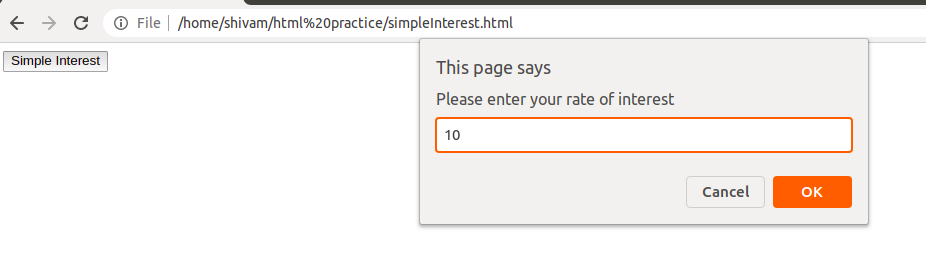 File | /home/shivam/html%20practice/simpleInterest.html
Simple Interest
This page says
Please enter your rate of interest
10
Cancel
OK